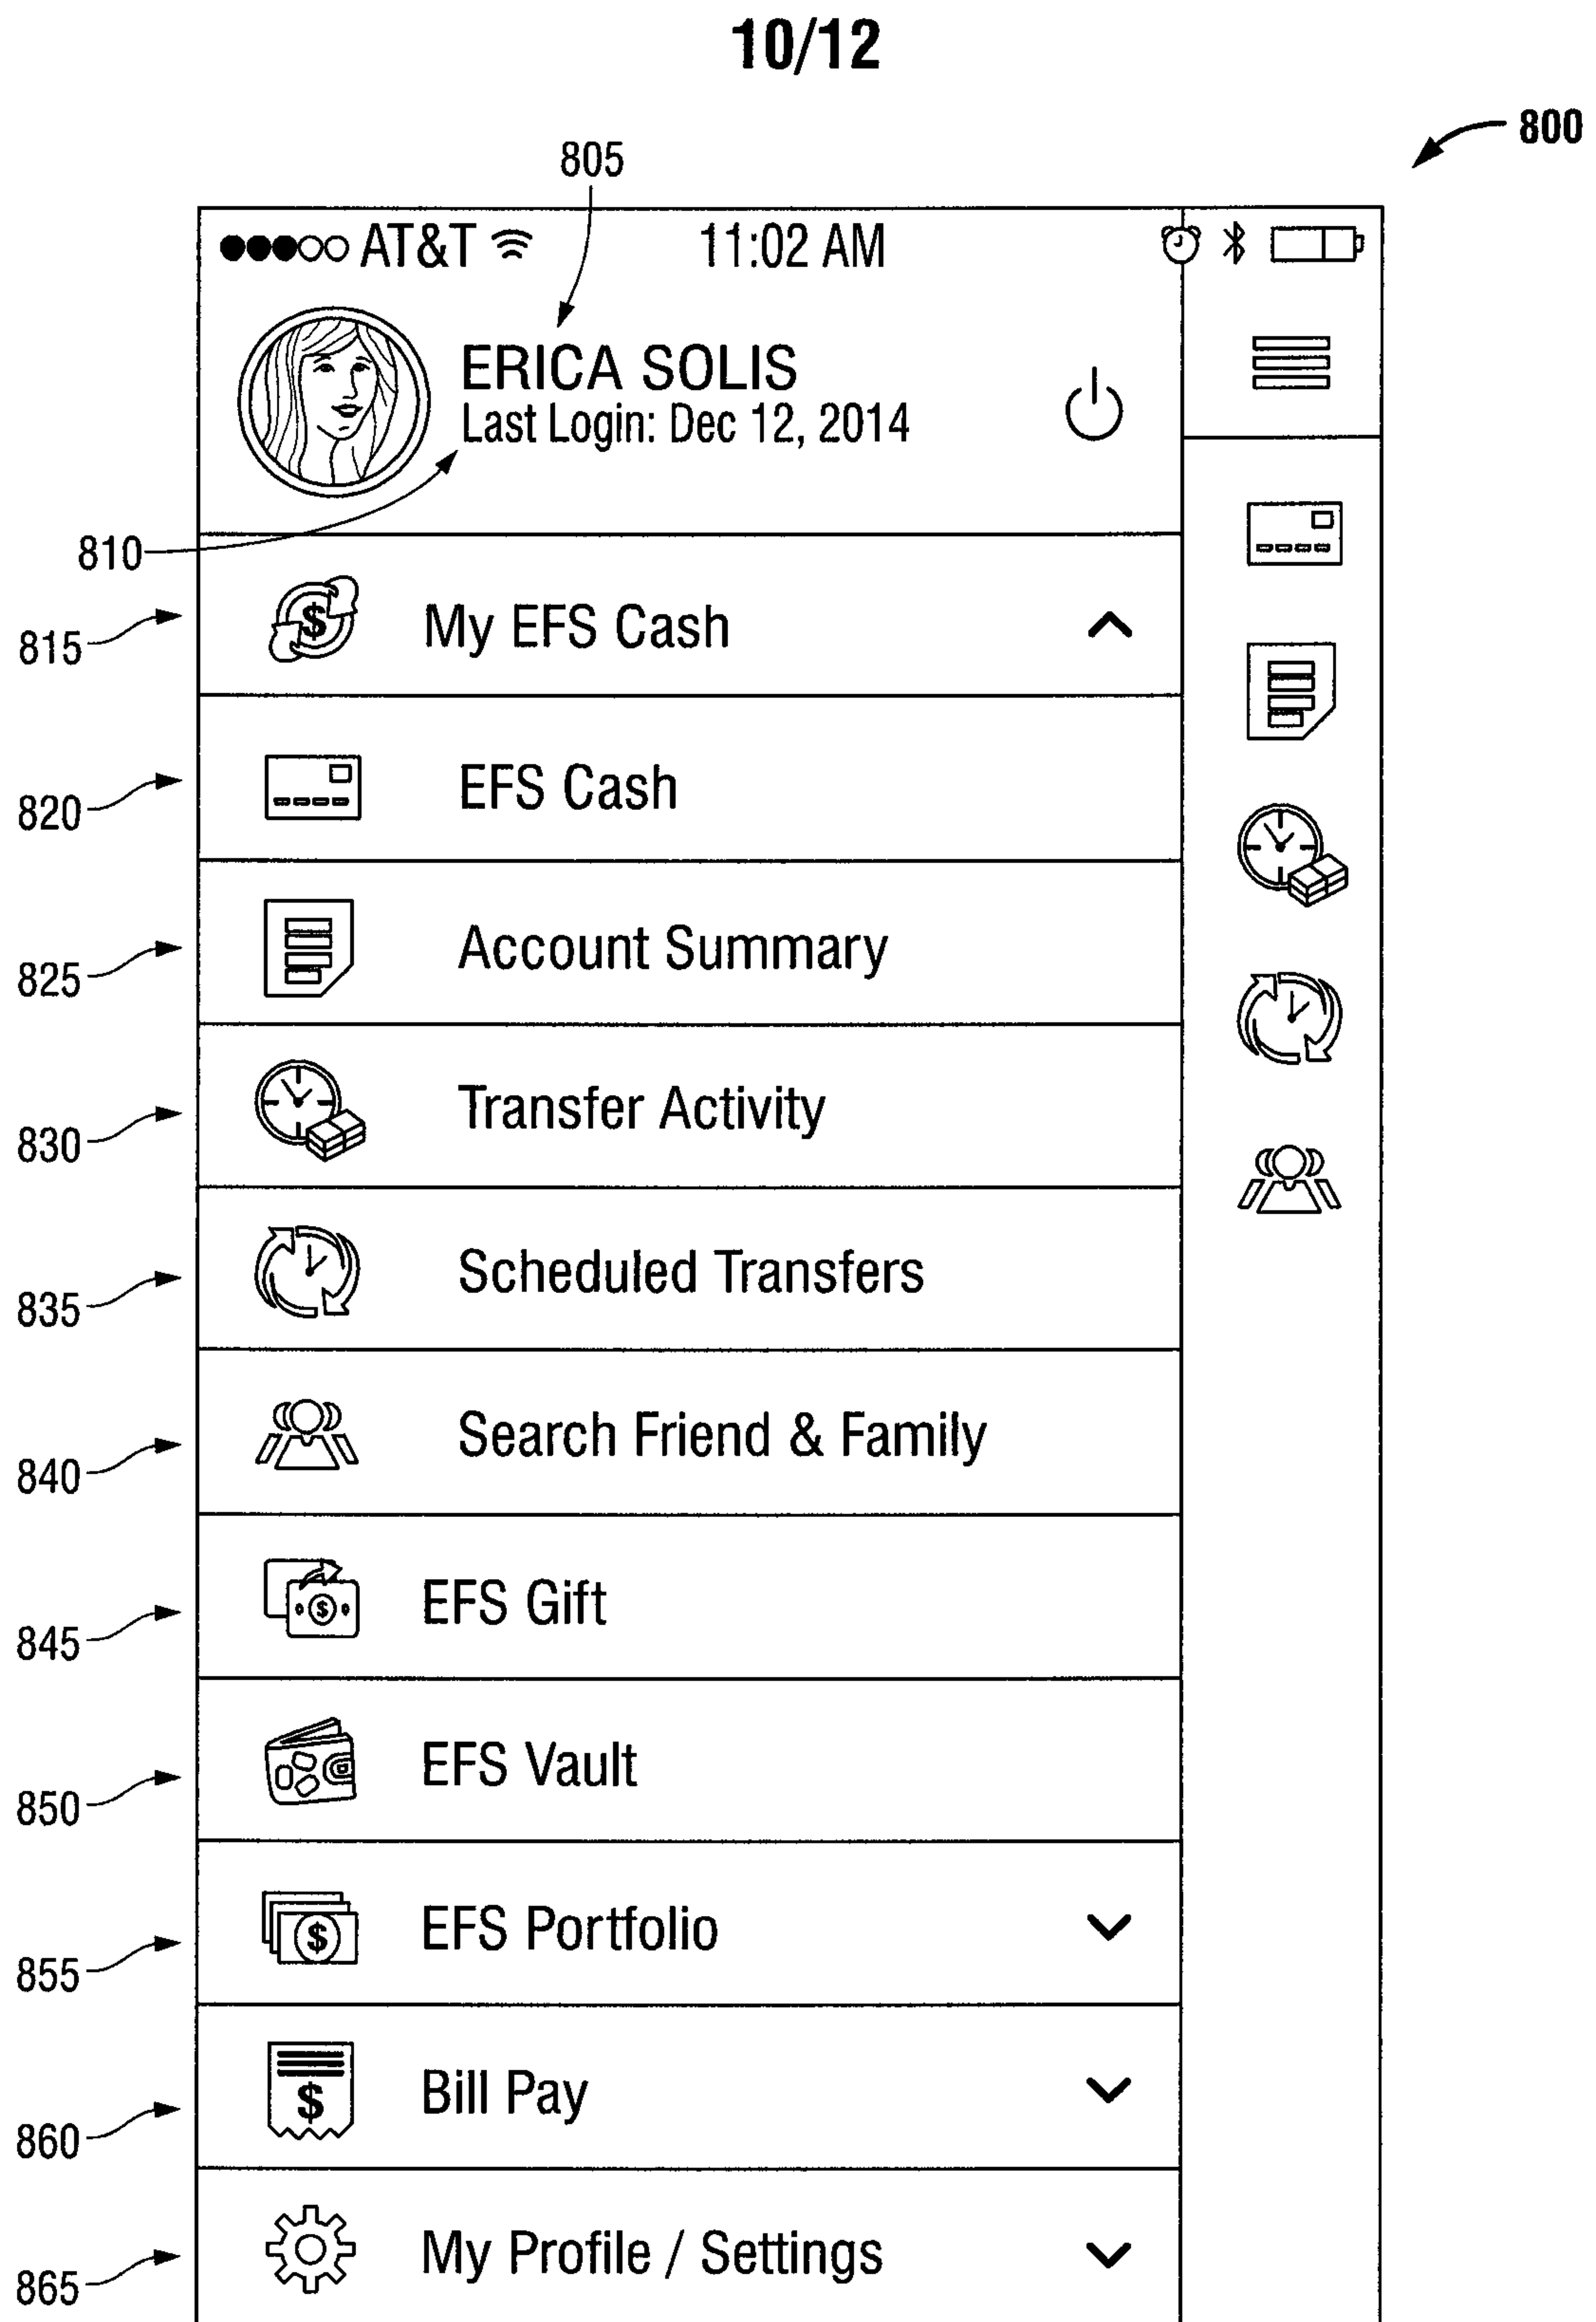 10/12
800
805
AT&T 11:02 AM
ERICA SOLIS
Last Login: Dec 12, 2014
810
815 $ My EFS Cash
820 EFS Cash
825 Account Summary
830 Transfer Activity
835 Scheduled Transfers
840 Search Friend & Family
845 $ EFS Gift
850 EFS Vault
855 $ EFS Portfolio
860 $ Bill Pay
865 My Profile / Settings